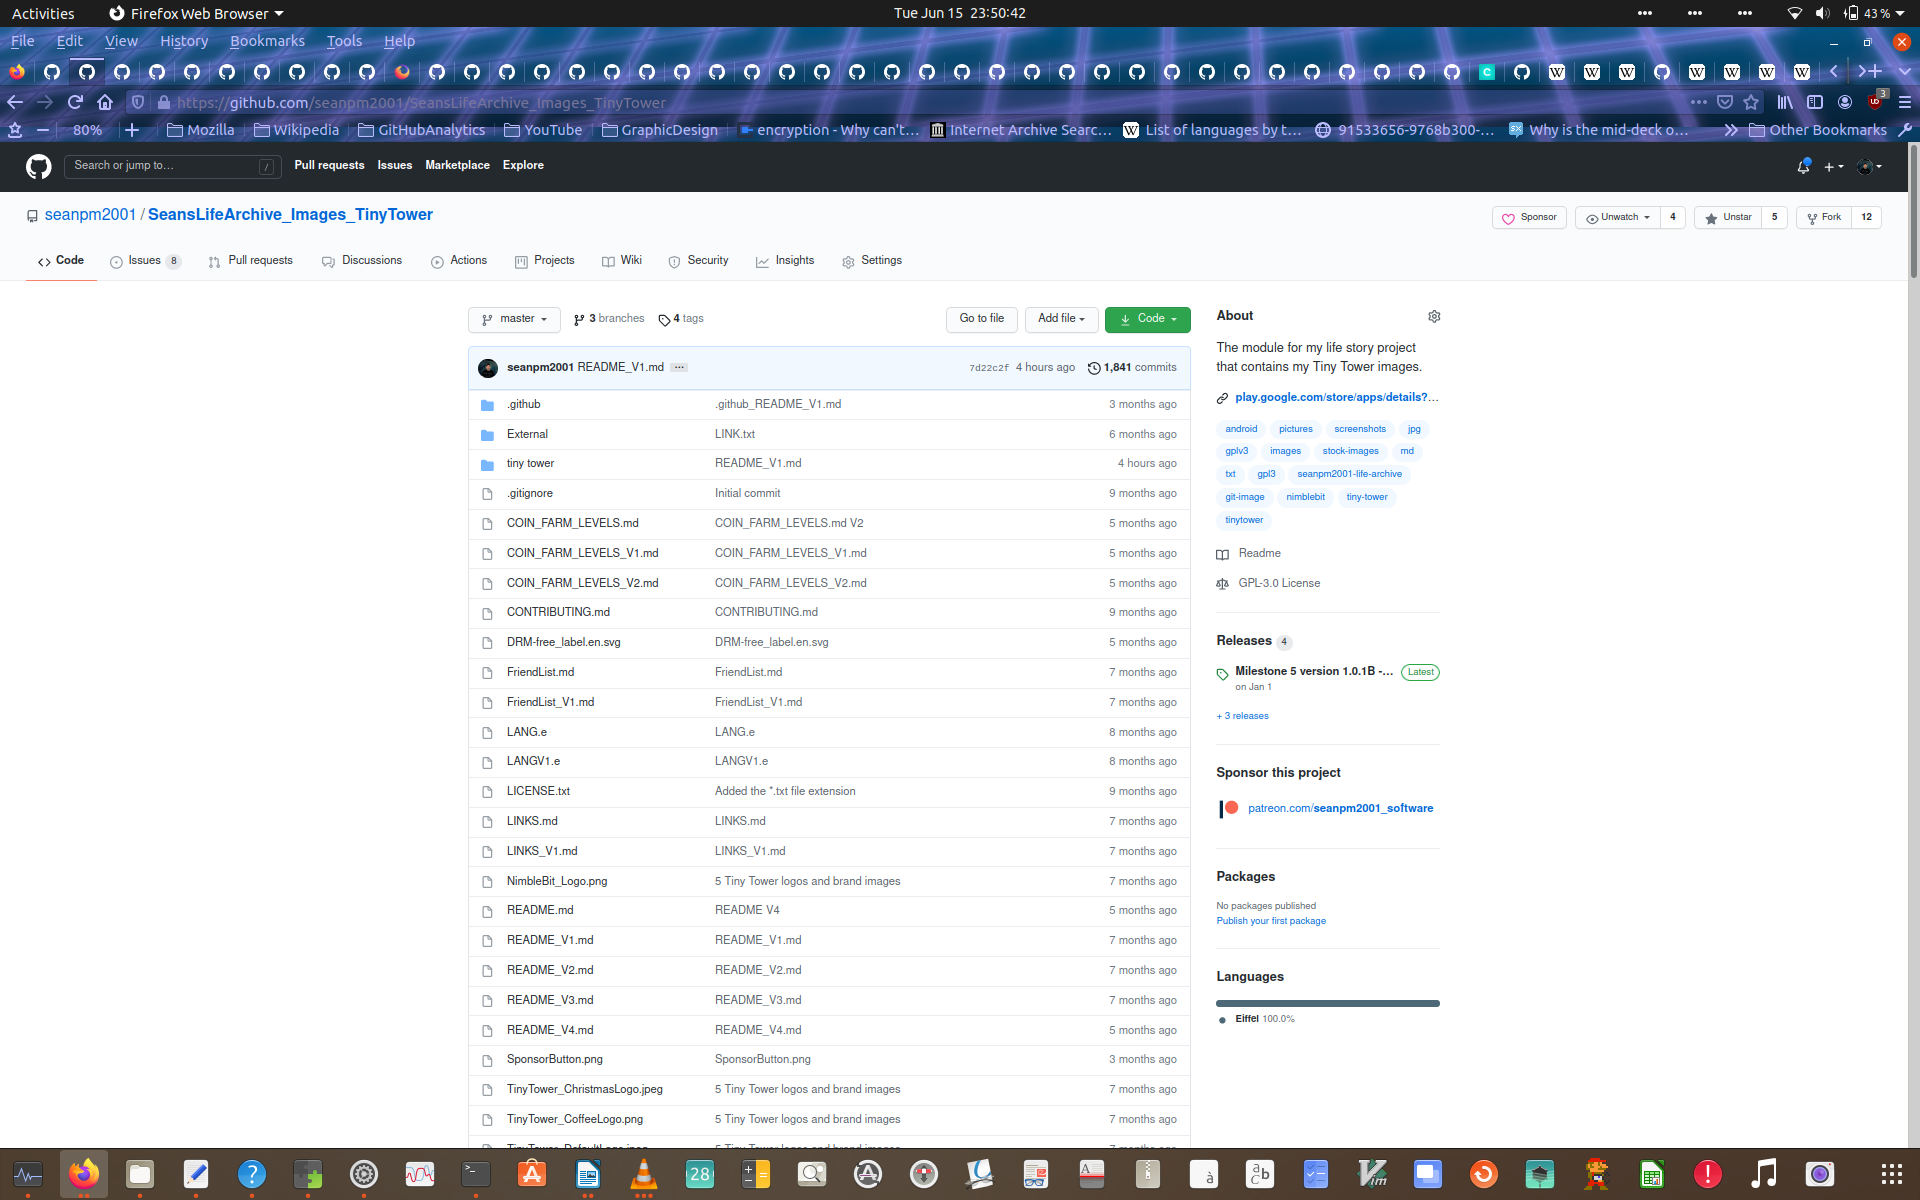 Activities Firefox Web Browser Tue Jun 15 23:50:42 43 %
File Edit View History Bookmarks Tools Help
https://github.com/seanpm2001/SeansLifeArchive_Images_TinyTower 3
80% Mozilla Wikipedia GitHubAnalytics YouTube GraphicDesign encryption - Why can't… Internet Archive Searc… List of languages by t… 91533656-9768b300-… Why is the mid-deck o… Other Bookmarks
Search or jump to… / Pull requests Issues Marketplace Explore
seanpm2001 / SeansLifeArchive_Images_TinyTower Sponsor Unwatch 4 Unstar 5 Fork 12
Code Issues 8 Pull requests Discussions Actions Projects Wiki Security Insights Settings
master 3 branches 4 tags Go to file Add file Code
seanpm2001 README_V1.md ... 7d22c2f 4 hours ago 1,841 commits
.github .github_README_V1.md 3 months ago
External LINK.txt 6 months ago
tiny tower README_V1.md 4 hours ago
.gitignore Initial commit 9 months ago
COIN_FARM_LEVELS.md COIN_FARM_LEVELS.md V2 5 months ago
COIN_FARM_LEVELS_V1.md COIN_FARM_LEVELS_V1.md 5 months ago
COIN_FARM_LEVELS_V2.md COIN_FARM_LEVELS_V2.md 5 months ago
CONTRIBUTING.md CONTRIBUTING.md 9 months ago
DRM-free_label.en.svg DRM-free_label.en.svg 5 months ago
FriendList.md FriendList.md 7 months ago
FriendList_V1.md FriendList_V1.md 7 months ago
LANG.e LANG.e 8 months ago
LANGV1.e LANGV1.e 8 months ago
LICENSE.txt Added the *.txt file extension 9 months ago
LINKS.md LINKS.md 7 months ago
LINKS_V1.md LINKS_V1.md 7 months ago
NimbleBit_Logo.png 5 Tiny Tower logos and brand images 7 months ago
README.md README V4 5 months ago
README_V1.md README_V1.md 7 months ago
README_V2.md README_V2.md 7 months ago
README_V3.md README_V3.md 7 months ago
README_V4.md README_V4.md 5 months ago
SponsorButton.png SponsorButton.png 3 months ago
TinyTower_ChristmasLogo.jpeg 5 Tiny Tower logos and brand images 7 months ago
TinyTower_CoffeeLogo.png 5 Tiny Tower logos and brand images 7 months ago
About
The module for my life story project
that contains my Tiny Tower images.
play.google.com/store/apps/details?…
android pictures screenshots jpg
gplv3 images stock-images md
txt gpl3 seanpm2001-life-archive
git-image nimblebit tiny-tower
tinytower
Readme
GPL-3.0 License
Releases 4
Milestone 5 version 1.0.1B -… Latest
on Jan 1
+ 3 releases
Sponsor this project
patreon.com/seanpm2001_software
Packages
No packages published
Publish your first package
Languages
Eiffel 100.0%
28